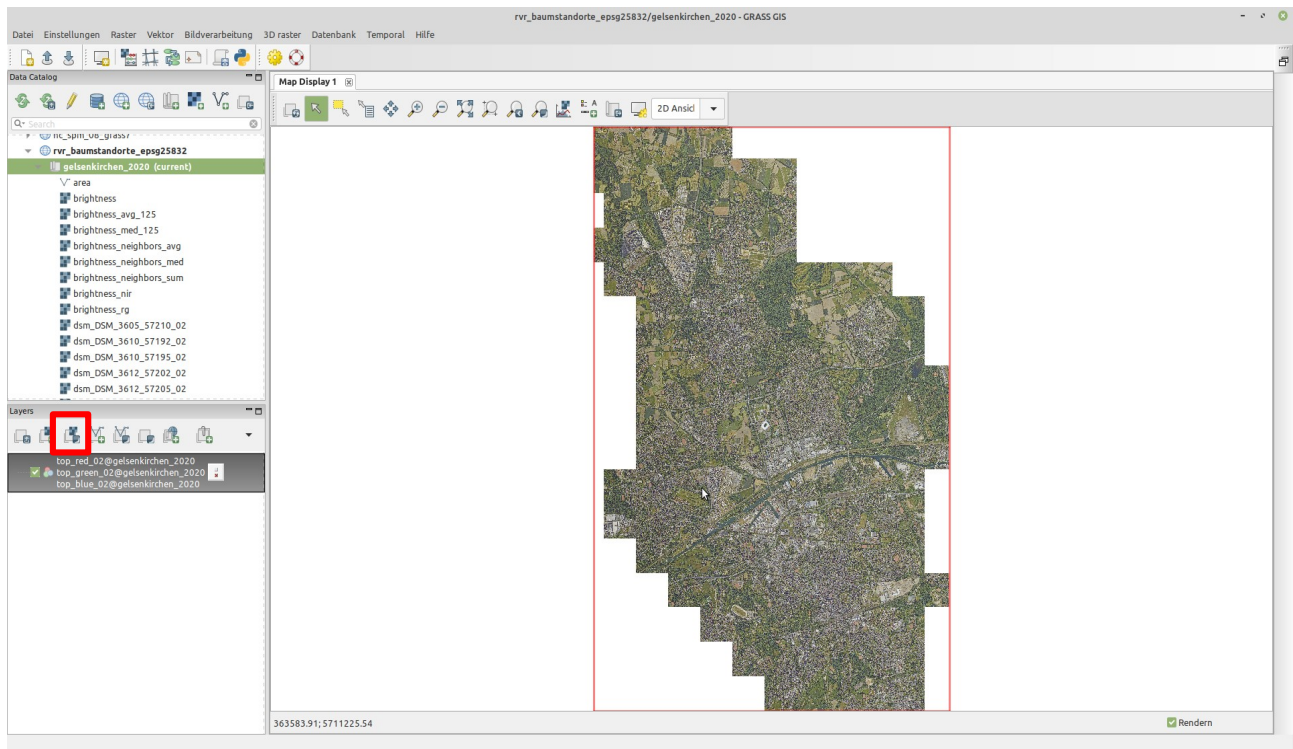 rvr_baumstandorte_epsg25832/gelsenkirchen_2020 - GRASS GIS
Datei Einstellungen Raster Vektor Bildverarbeitung 3D raster Datenbank Temporal Hilfe
Data Catalog
Map Display 1
2D Ansicl
Search
nc_spm_08_grass7
rvr_baumstandorte_epsg25832
gelsenkirchen_2020 (current)
area
brightness
brightness_avg_125
brightness_med_125
brightness_neighbors_avg
brightness_neighbors_med
brightness_neighbors_sum
brightness_nir
brightness_rg
dsm_DSM_3605_57210_02
dsm_DSM_3610_57192_02
dsm_DSM_3610_57195_02
dsm_DSM_3612_57202_02
dsm_DSM_3612_57205_02
Layers
top_red_02@gelsenkirchen_2020
top_green_02@gelsenkirchen_2020
top_blue_02@gelsenkirchen_2020
363583.91; 5711225.54
Rendern